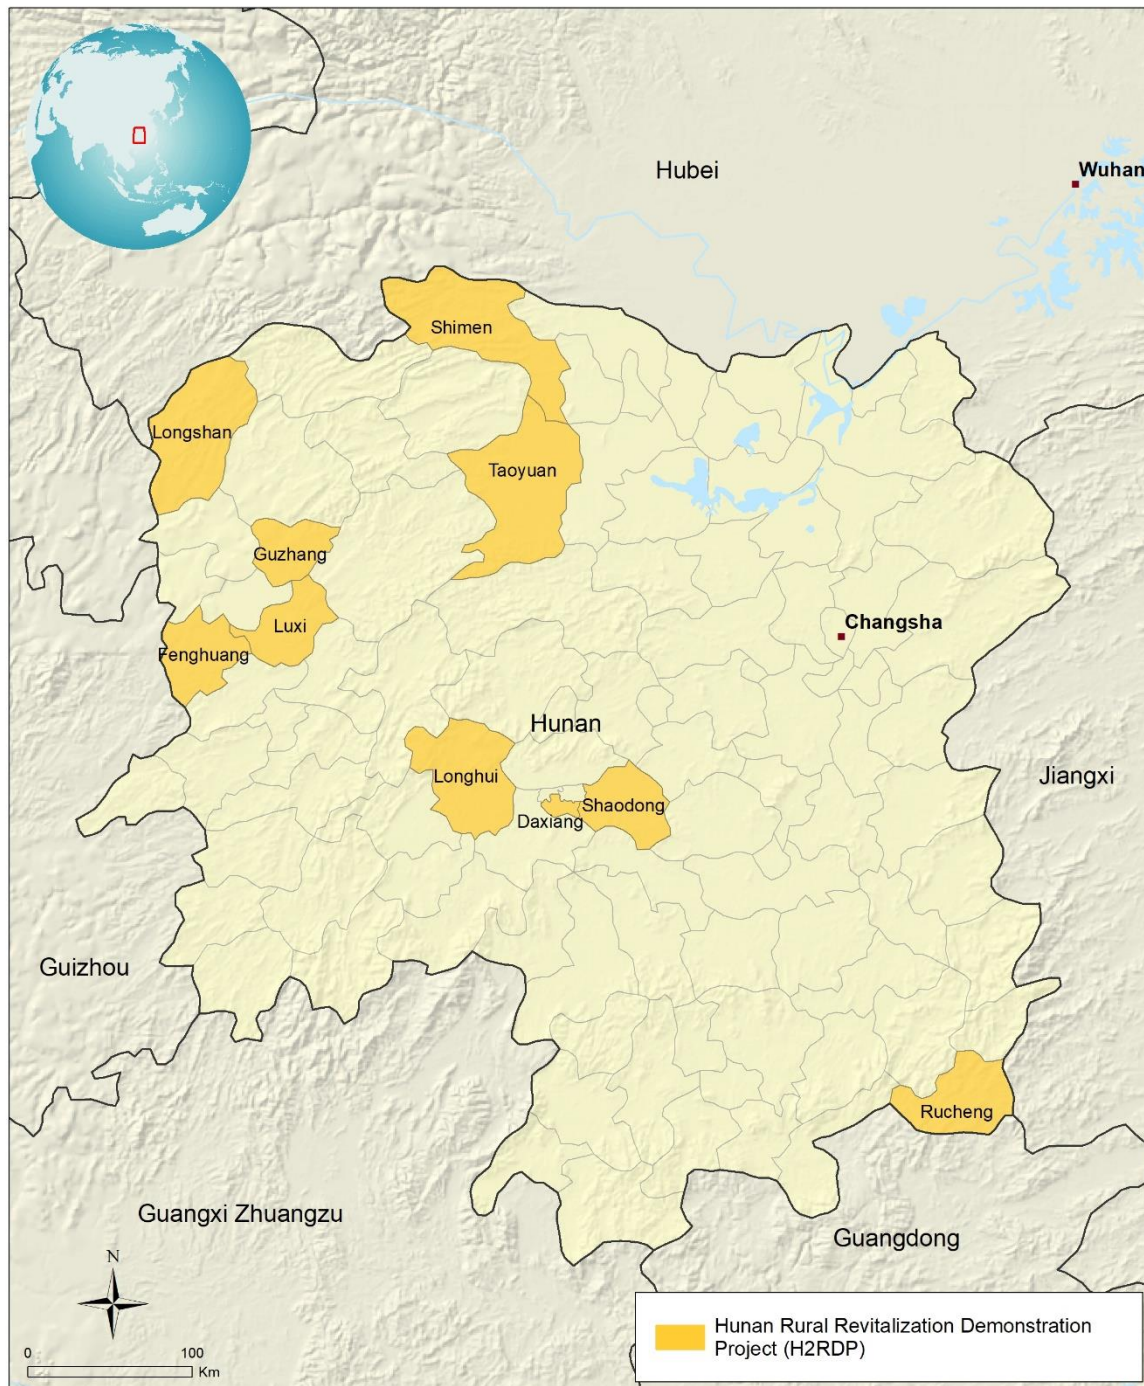 Hubei
Wuhan
Shimen
Longshan
Taoyuan
Guzhang
Luxi
Changsha
Fenghuang
Hunan
Longhui
Jiangxi
Shaodong
Daxiang
Guizhou
Rucheng
Guangxi Zhuangzu
Guangdong
N
Hunan Rural Revitalization Demonstration
Project (H2RDP)
0 100
Km